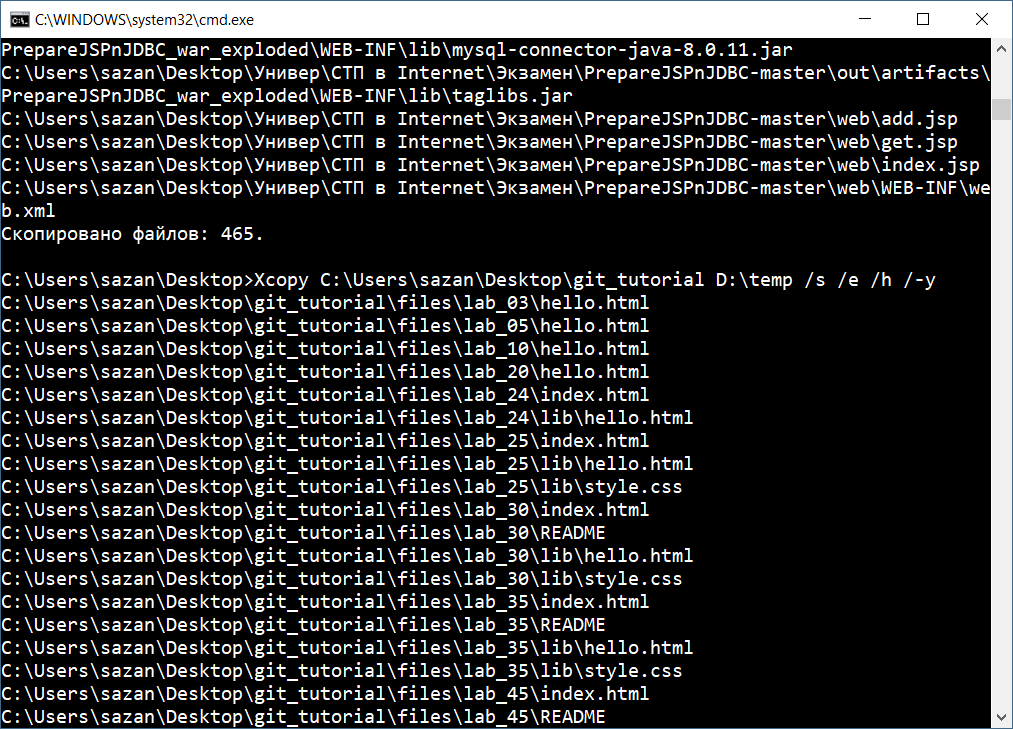 C:\WINDOWS\system32\cmd.exe
PrepareJSPnJDBC_war_exploded\WEB-INF\lib\mysql-connector-java-8.0.11.jar
C:\Users\sazan\Desktop\Универ\СТП в Internet\Экзамен\PrepareJSPnJDBC-master\out\artifacts\
PrepareJSPnJDBC_war_exploded\WEB-INF\lib\taglibs.jar
C:\Users\sazan\Desktop\Универ\СТП в Internet\Экзамен\PrepareJSPnJDBC-master\web\add.jsp
C:\Users\sazan\Desktop\Универ\СТП в Internet\Экзамен\PrepareJSPnJDBC-master\web\get.jsp
C:\Users\sazan\Desktop\Универ\СТП в Internet\Экзамен\PrepareJSPnJDBC-master\web\index.jsp
C:\Users\sazan\Desktop\Универ\СТП в Internet\Экзамен\PrepareJSPnJDBC-master\web\WEB-INF\we
b.xml
Скопировано файлов: 465.
C:\Users\sazan\Desktop>Xcopy C:\Users\sazan\Desktop\git_tutorial D:\temp /s /e /h /-y
C:\Users\sazan\Desktop\git_tutorial\files\lab_03\hello.html
C:\Users\sazan\Desktop\git_tutorial\files\lab_05\hello.html
C:\Users\sazan\Desktop\git_tutorial\files\lab_10\hello.html
C:\Users\sazan\Desktop\git_tutorial\files\lab_20\hello.html
C:\Users\sazan\Desktop\git_tutorial\files\lab_24\index.html
C:\Users\sazan\Desktop\git_tutorial\files\lab_24\lib\hello.html
C:\Users\sazan\Desktop\git_tutorial\files\lab_25\index.html
C:\Users\sazan\Desktop\git_tutorial\files\lab_25\lib\hello.html
C:\Users\sazan\Desktop\git_tutorial\files\lab_25\lib\style.css
C:\Users\sazan\Desktop\git_tutorial\files\lab_30\index.html
C:\Users\sazan\Desktop\git_tutorial\files\lab_30\README
C:\Users\sazan\Desktop\git_tutorial\files\lab_30\lib\hello.html
C:\Users\sazan\Desktop\git_tutorial\files\lab_30\lib\style.css
C:\Users\sazan\Desktop\git_tutorial\files\lab_35\index.html
C:\Users\sazan\Desktop\git_tutorial\files\lab_35\README
C:\Users\sazan\Desktop\git_tutorial\files\lab_35\lib\hello.html
C:\Users\sazan\Desktop\git_tutorial\files\lab_35\lib\style.css
C:\Users\sazan\Desktop\git_tutorial\files\lab_45\index.html
C:\Users\sazan\Desktop\git_tutorial\files\lab_45\README